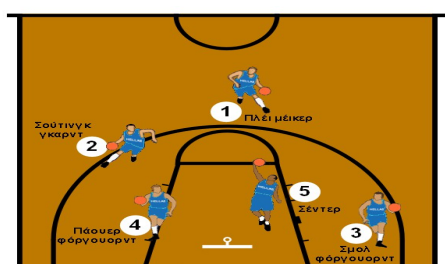 1
Πλέι μέικερ
Σούτινγκ
γκαρντ
2
5
Σέντερ
4
Πάουερ
φόργουορντ
3
Σμολ
φόργουορντ